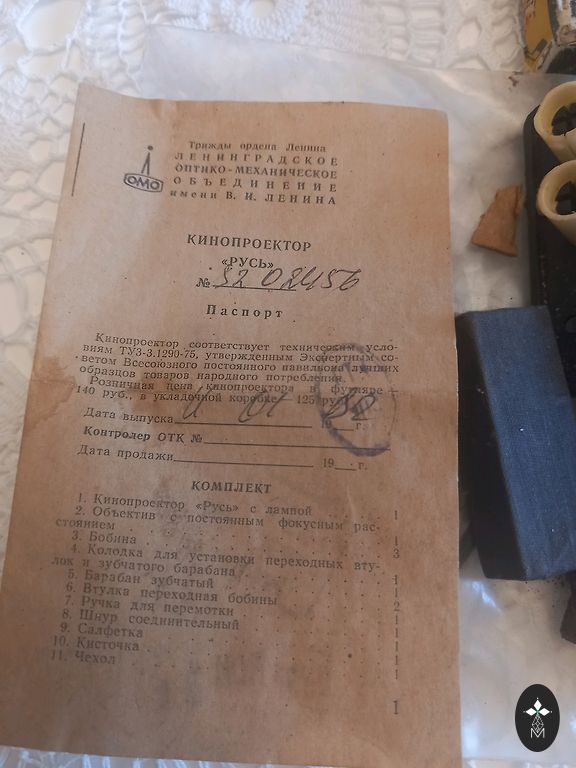 ЛОМО
Трижды ордена Ленина
ЛЕНИНГРАДСКОЕ
ОПТИКО-МЕХАНИЧЕСКОЕ
ОБЪЕДИНЕНИЕ
имени В. И. ЛЕНИНА
КИНОПРОЕКТОР
«РУСЬ»
№
Паспорт
Кинопроектор соответствует техническим усло-
виям ТУ3-3.1290-75, утвержденным Экспертным со-
ветом Всесоюзного постоянного павильона лучших
образцов товаров народного потребления.
Розничная цена кинопроектора в футляре —
140 руб., в укладочной коробке — 125 руб.
Дата выпуска 19 г.
Контролер ОТК №
Дата продажи 19 г.
КОМПЛЕКТ
1. Кинопроектор «Русь» с лампой . 1
2. Объектив с постоянным фокусным рас-
стоянием 1
3. Бобина 3
4. Колодка для установки переходных вту-
лок и зубчатого барабана 1
5. Барабан зубчатый 1
6. Втулка переходная бобины 2
7. Ручка для перемотки 1
8. Шнур соединительный 1
9. Салфетка 1
10. Кисточка 1
11. Чехол 1
M